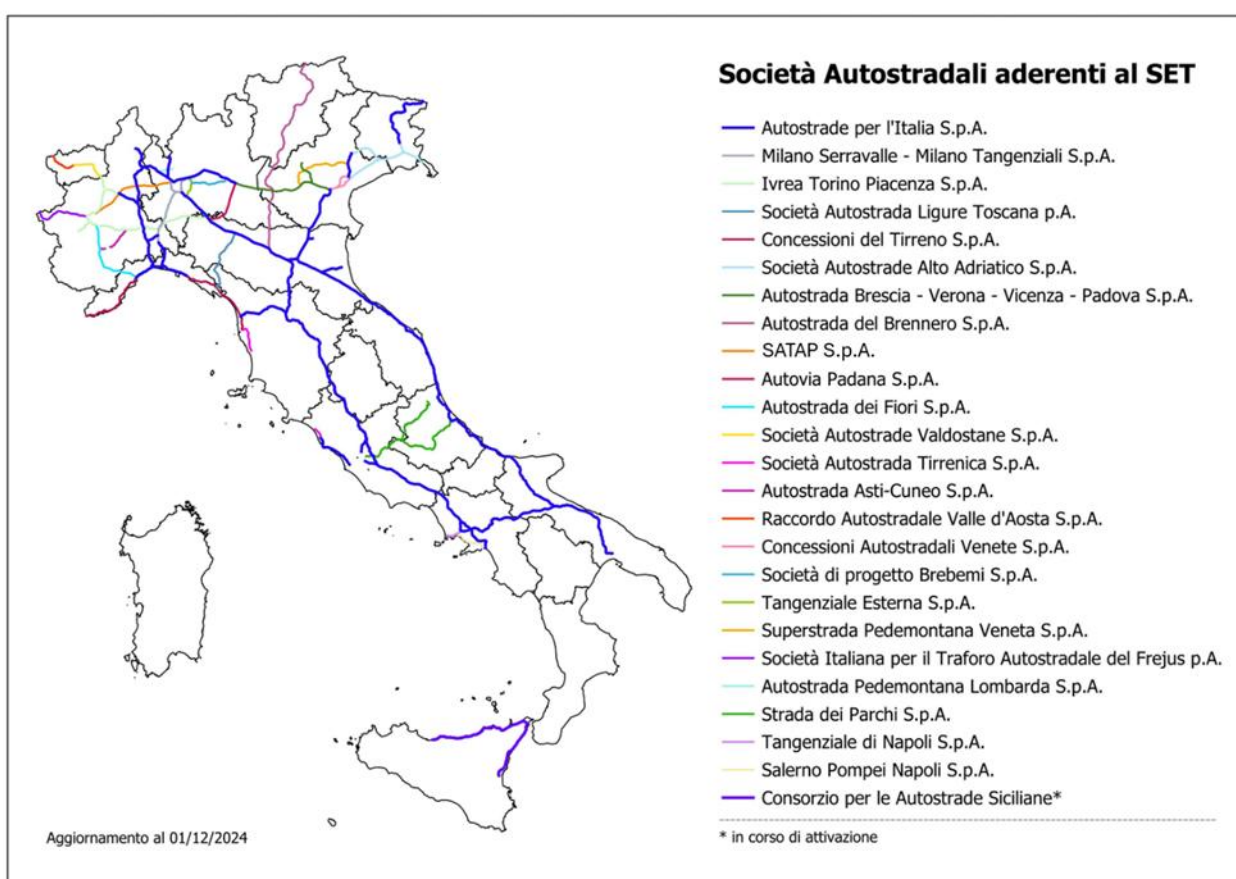 Società Autostradali aderenti al SET
Autostrade per l'Italia S.p.A.
Milano Serravalle - Milano Tangenziali S.p.A.
Ivrea Torino Piacenza S.p.A.
Società Autostrada Ligure Toscana p.A.
Concessioni del Tirreno S.p.A.
Società Autostrade Alto Adriatico S.p.A.
Autostrada Brescia - Verona - Vicenza - Padova S.p.A.
Autostrada del Brennero S.p.A.
SATAP S.p.A.
Autovia Padana S.p.A.
Autostrada dei Fiori S.p.A.
Società Autostrade Valdostane S.p.A.
Società Autostrada Tirrenica S.p.A.
Autostrada Asti-Cuneo S.p.A.
Raccordo Autostradale Valle d'Aosta S.p.A.
Concessioni Autostradali Venete S.p.A.
Società di progetto Brebemi S.p.A.
Tangenziale Esterna S.p.A.
Superstrada Pedemontana Veneta S.p.A.
Società Italiana per il Traforo Autostradale del Frejus p.A.
Autostrada Pedemontana Lombarda S.p.A.
Strada dei Parchi S.p.A.
Tangenziale di Napoli S.p.A.
Salerno Pompei Napoli S.p.A.
Consorzio per le Autostrade Siciliane*
* in corso di attivazione
Aggiornamento al 01/12/2024